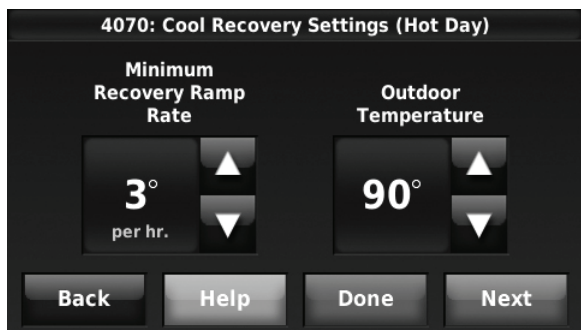 4070: Cool Recovery Settings (Hot Day)
Minimum
Recovery Ramp
Rate
Outdoor
Temperature
3°
per hr.
90°
Back Help Done Next